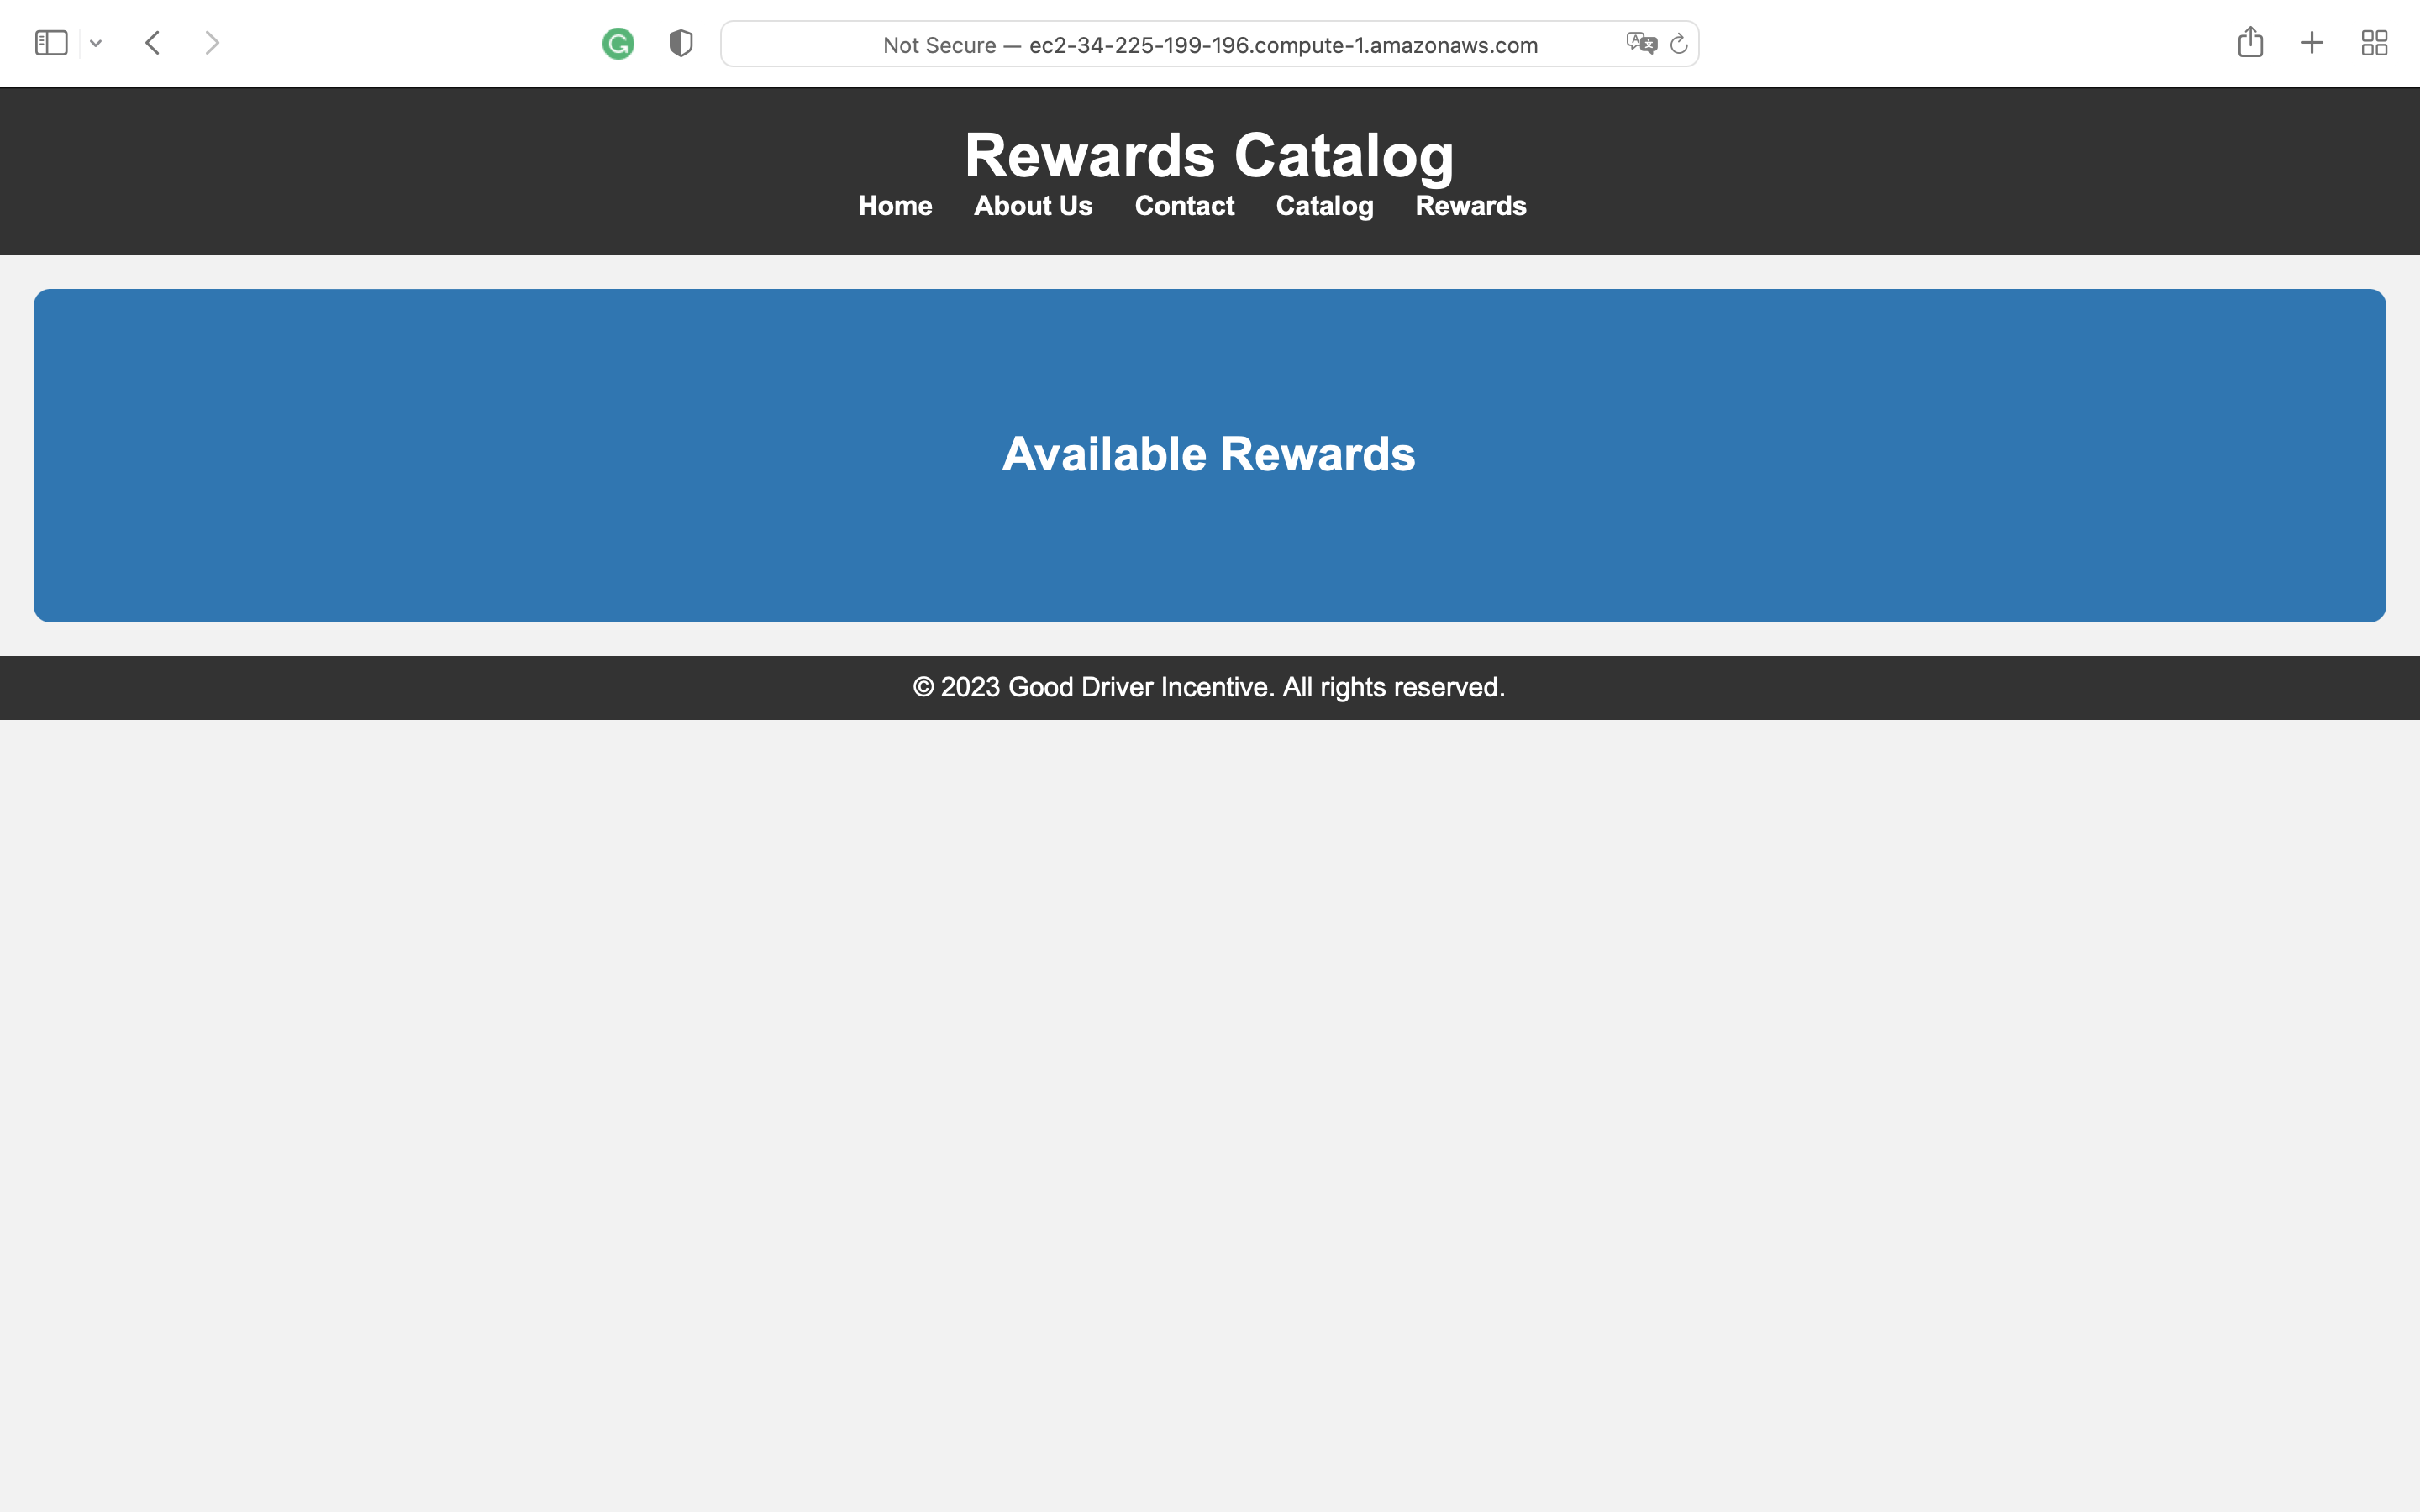 Not Secure — ec2-34-225-199-196.compute-1.amazonaws.com
Rewards Catalog
Home About Us Contact Catalog Rewards
Available Rewards
© 2023 Good Driver Incentive. All rights reserved.